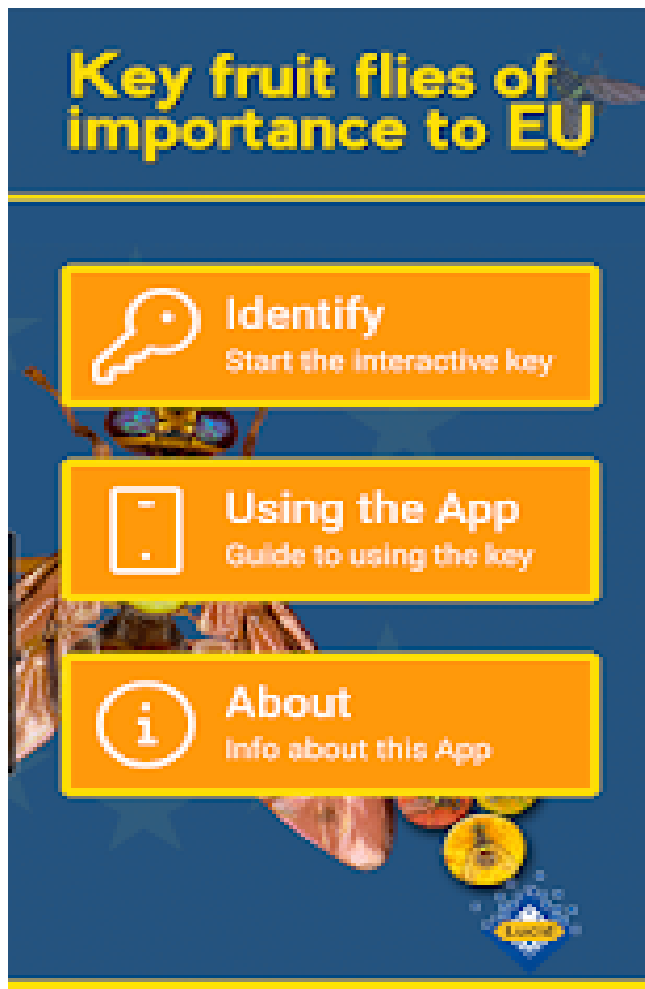 Key fruit flies of
importance to EU
Identify
Start the interactive key
Using the App
Guide to using the key
About
Info about this App
Lucid